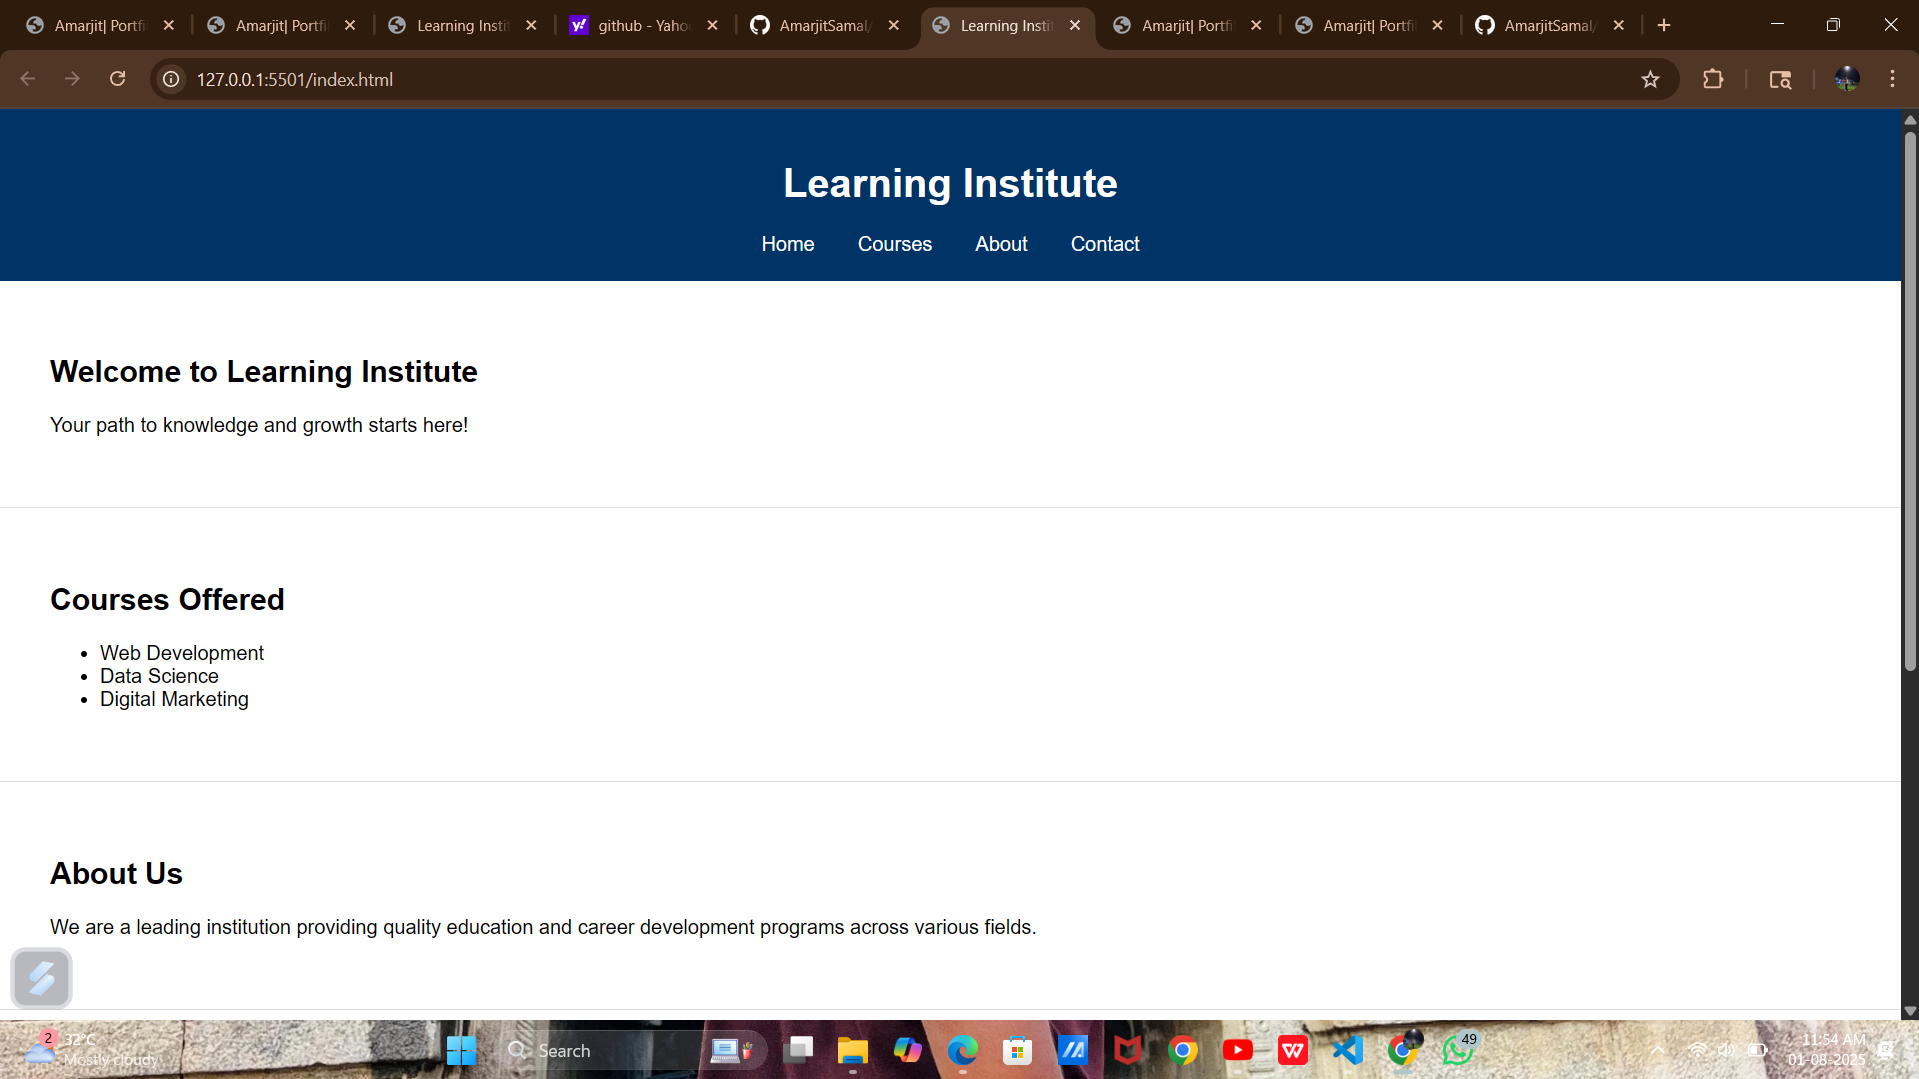 Amarjit| Portfi
Amarjit| Portfi
Learning Instit
github - Yaho
AmarjitSamal/
Learning Instit
Amarjit| Portfi
Amarjit| Portfi
AmarjitSamal/
127.0.0.1:5501/index.html
Learning Institute
Home Courses About Contact
Welcome to Learning Institute
Your path to knowledge and growth starts here!
Courses Offered
• Web Development
• Data Science
• Digital Marketing
About Us
We are a leading institution providing quality education and career development programs across various fields.
2
32°C
Mostly cloudy
Search
49
11:54 AM
01-08-2025